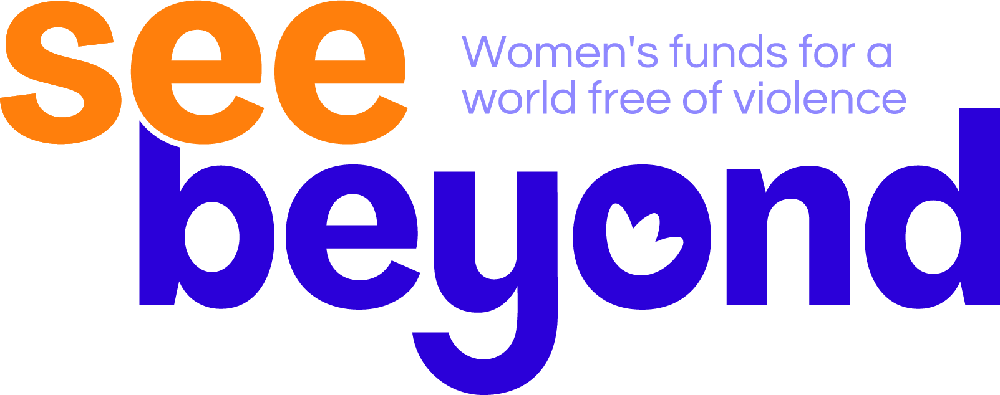 see
Women's funds for a
world free of violence
beyond